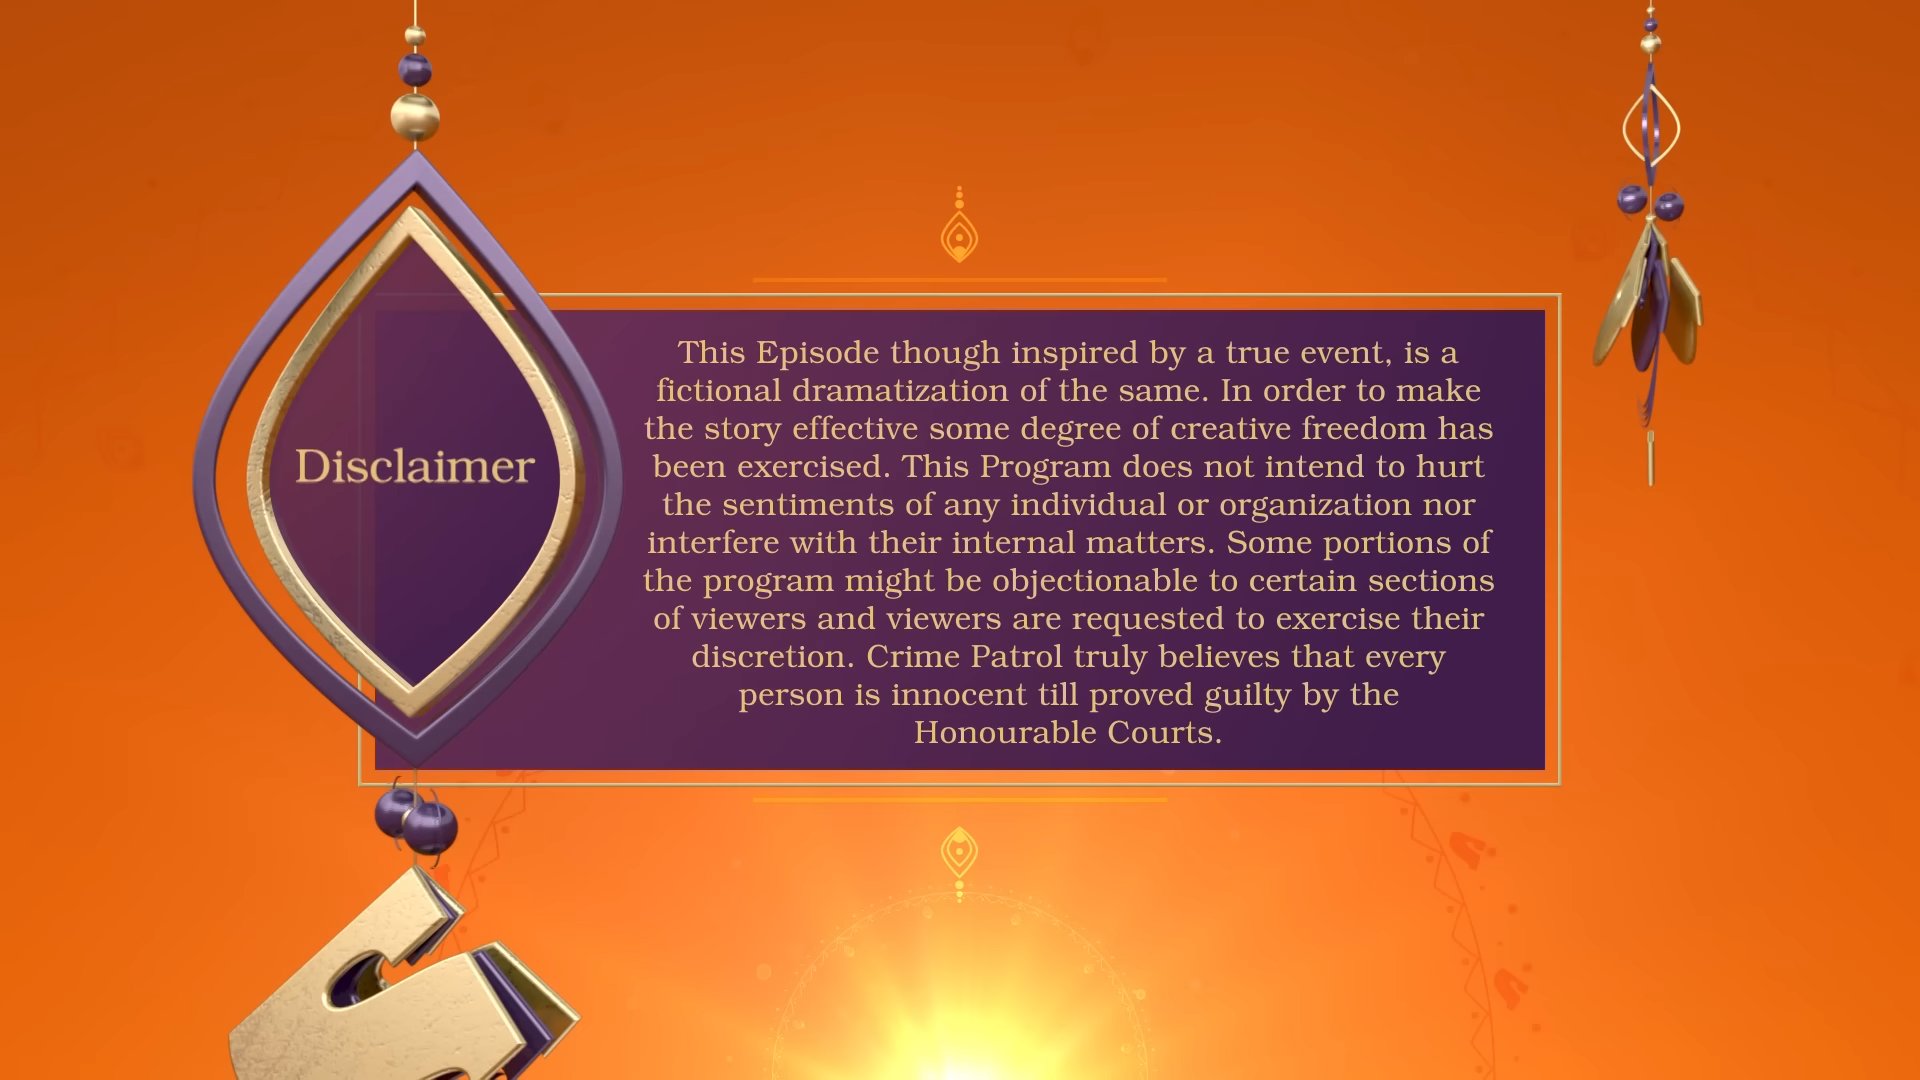 Disclaimer
This Episode though inspired by a true event, is a
fictional dramatization of the same. In order to make
the story effective some degree of creative freedom has
been exercised. This Program does not intend to hurt
the sentiments of any individual or organization nor
interfere with their internal matters. Some portions of
the program might be objectionable to certain sections
of viewers and viewers are requested to exercise their
discretion. Crime Patrol truly believes that every
person is innocent till proved guilty by the
Honourable Courts.